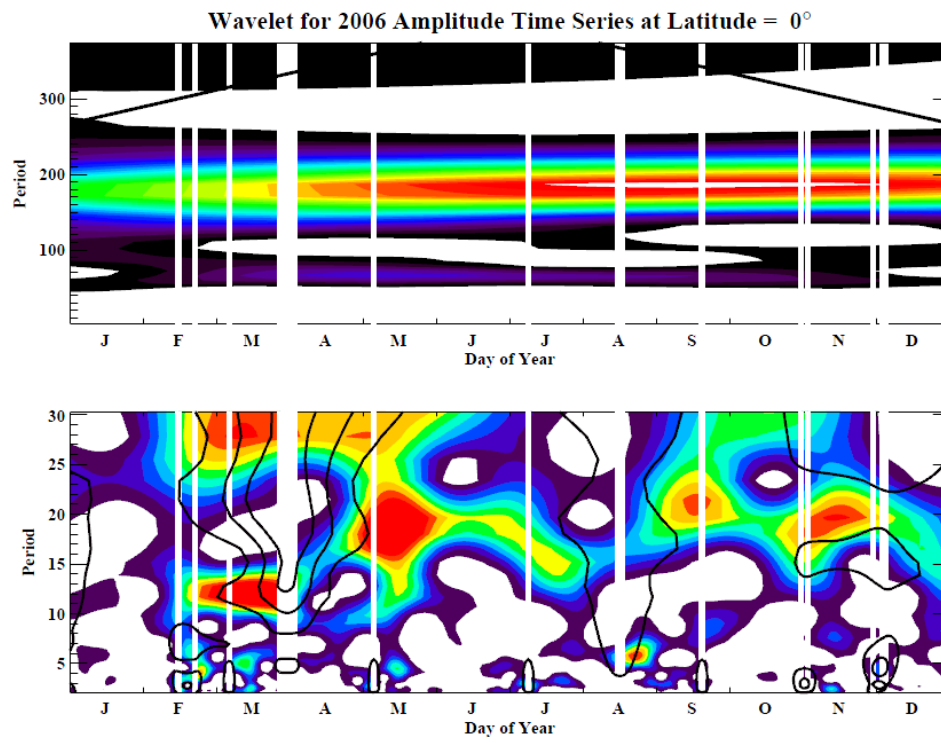 Wavelet for 2006 Amplitude Time Series at Latitude = 0°
300
200
100
Period
J F M A M J J A S O N D
Day of Year
30
25
20
15
10
5
Period
J F M A M J J A S O N D
Day of Year